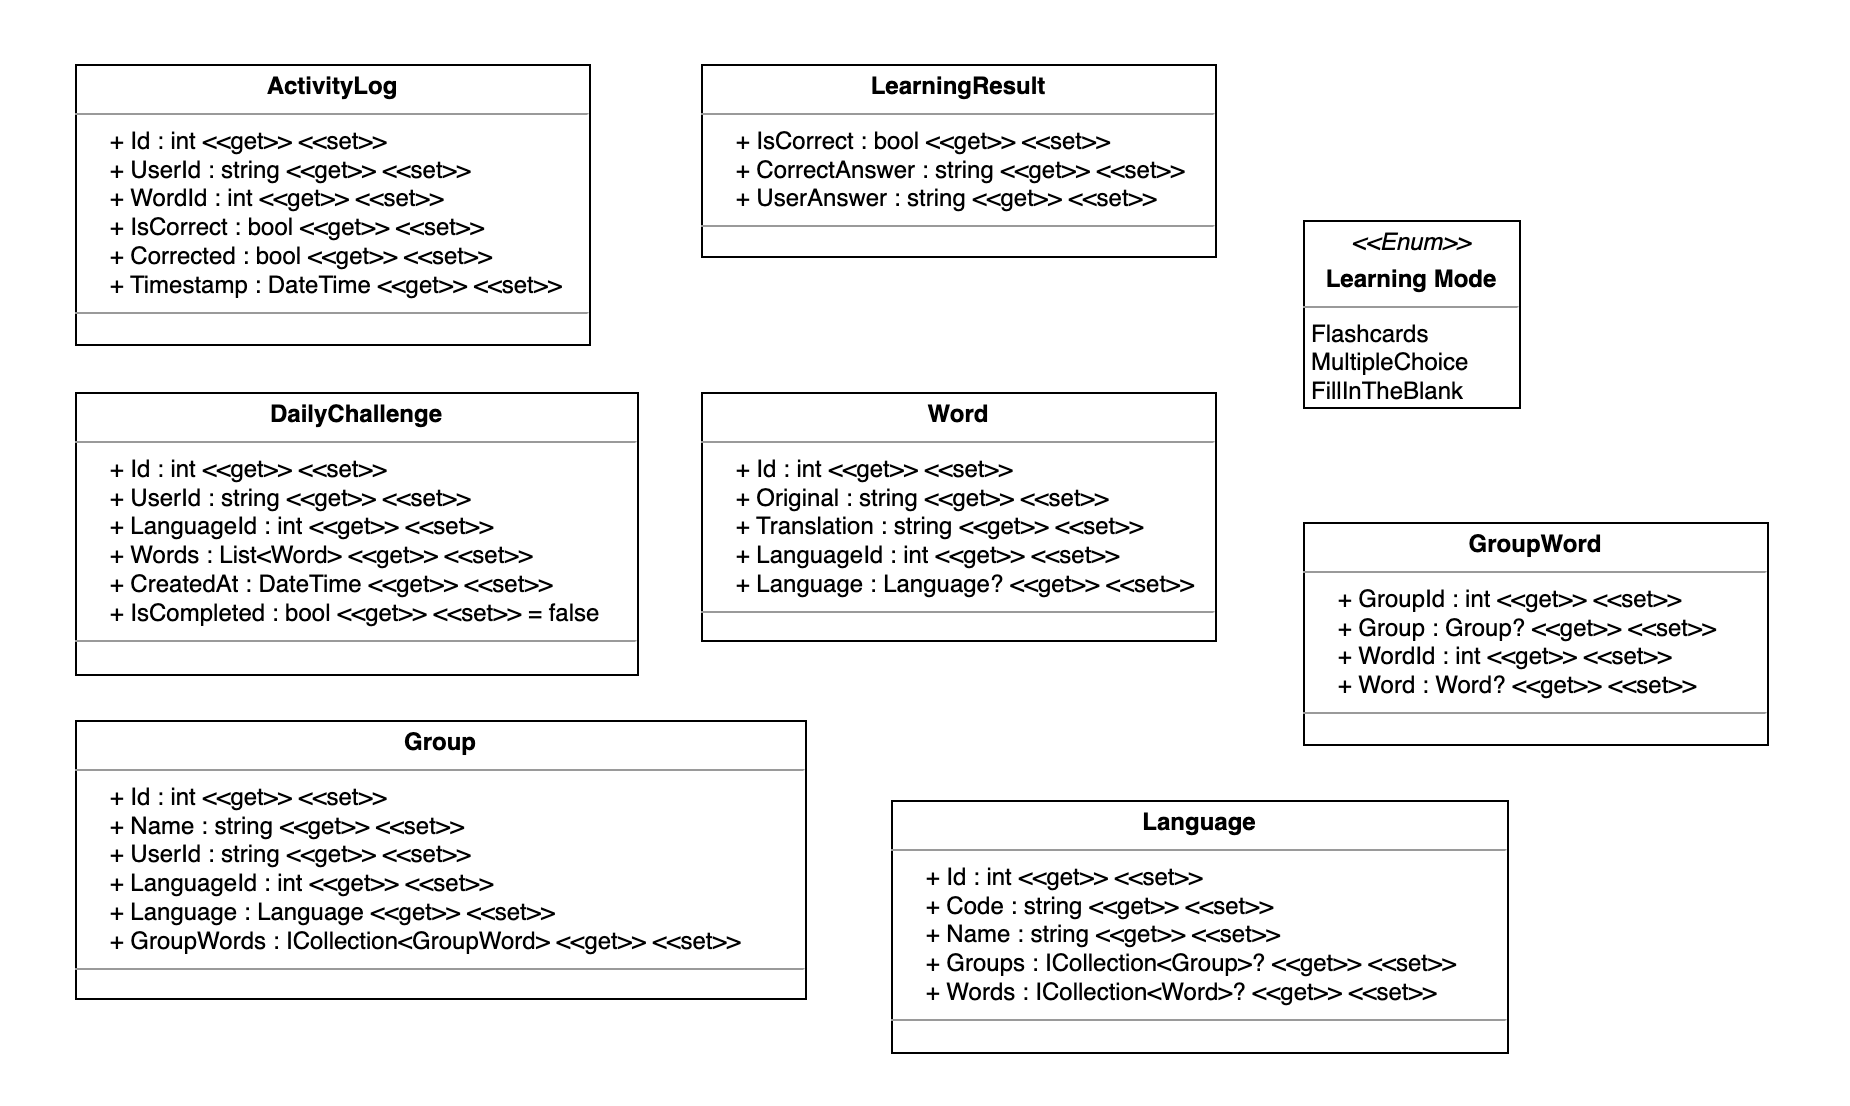 ActivityLog
+ Id : int <<get>> <<set>>
+ UserId : string <<get>> <<set>>
+ WordId : int <<get>> <<set>>
+ IsCorrect : bool <<get>> <<set>>
+ Corrected : bool <<get>> <<set>>
+ Timestamp : DateTime <<get>> <<set>>
LearningResult
+ IsCorrect : bool <<get>> <<set>>
+ CorrectAnswer : string <<get>> <<set>>
+ UserAnswer : string <<get>> <<set>>
<<Enum>>
Learning Mode
Flashcards
MultipleChoice
FillInTheBlank
DailyChallenge
+ Id : int <<get>> <<set>>
+ UserId : string <<get>> <<set>>
+ LanguageId : int <<get>> <<set>>
+ Words : List<Word> <<get>> <<set>>
+ CreatedAt : DateTime <<get>> <<set>>
+ IsCompleted : bool <<get>> <<set>> = false
Word
+ Id : int <<get>> <<set>>
+ Original : string <<get>> <<set>>
+ Translation : string <<get>> <<set>>
+ LanguageId : int <<get>> <<set>>
+ Language : Language? <<get>> <<set>>
GroupWord
+ GroupId : int <<get>> <<set>>
+ Group : Group? <<get>> <<set>>
+ WordId : int <<get>> <<set>>
+ Word : Word? <<get>> <<set>>
Group
+ Id : int <<get>> <<set>>
+ Name : string <<get>> <<set>>
+ UserId : string <<get>> <<set>>
+ LanguageId : int <<get>> <<set>>
+ Language : Language <<get>> <<set>>
+ GroupWords : ICollection<GroupWord> <<get>> <<set>>
Language
+ Id : int <<get>> <<set>>
+ Code : string <<get>> <<set>>
+ Name : string <<get>> <<set>>
+ Groups : ICollection<Group>? <<get>> <<set>>
+ Words : ICollection<Word>? <<get>> <<set>>